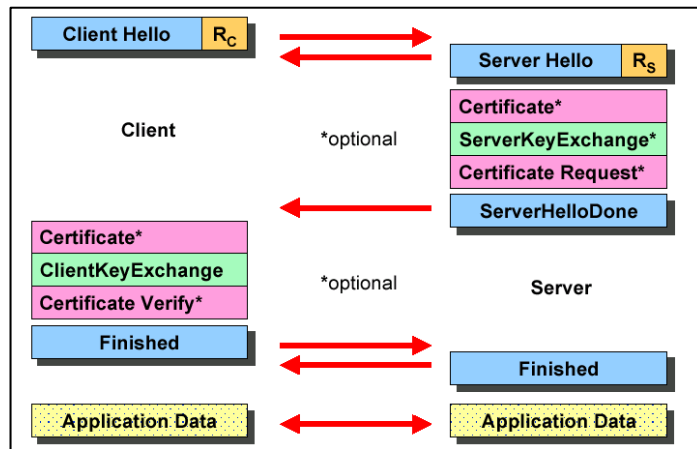 Client Hello R_C
Server Hello R_S
Certificate*
Client
*optional
ServerKeyExchange*
Certificate Request*
ServerHelloDone
Certificate*
ClientKeyExchange
*optional
Server
Certificate Verify*
Finished
Finished
Application Data
Application Data